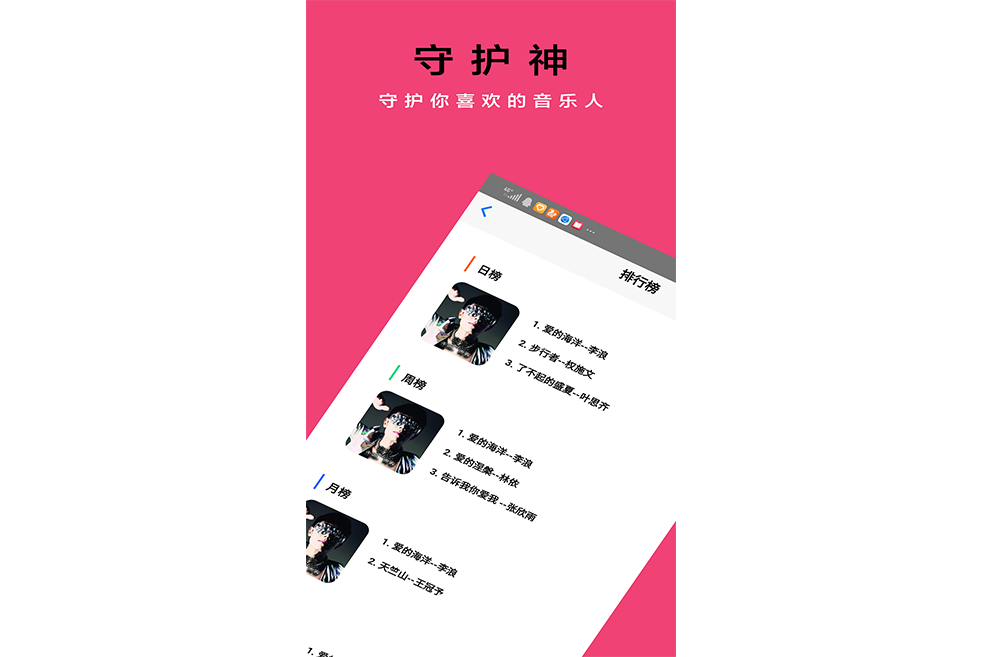 守护神
守护你喜欢的音乐人
排行榜
日榜
1. 爱的海洋--李浪
2. 步行者--权施文
3. 了不起的盛夏--叶思齐
周榜
1. 爱的海洋--李浪
2. 爱的涅槃--林依
3. 告诉我你爱我 --张欣雨
月榜
1. 爱的海洋--李浪
2. 天竺山--王冠予
1. 爱